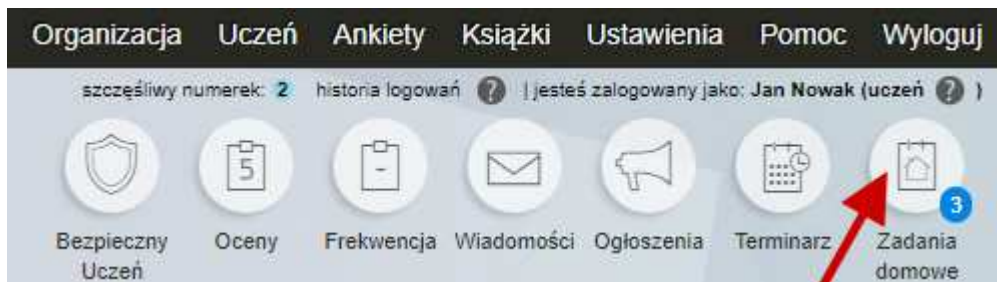 Organizacja Uczeń Ankiety Książki Ustawienia Pomoc Wyloguj
szczęśliwy numerek: 2 historia logowań ? | jesteś zalogowany jako: Jan Nowak (uczeń ? )
5 -
3
Bezpieczny Uczeń Oceny Frekwencja Wiadomości Ogłoszenia Terminarz Zadania domowe